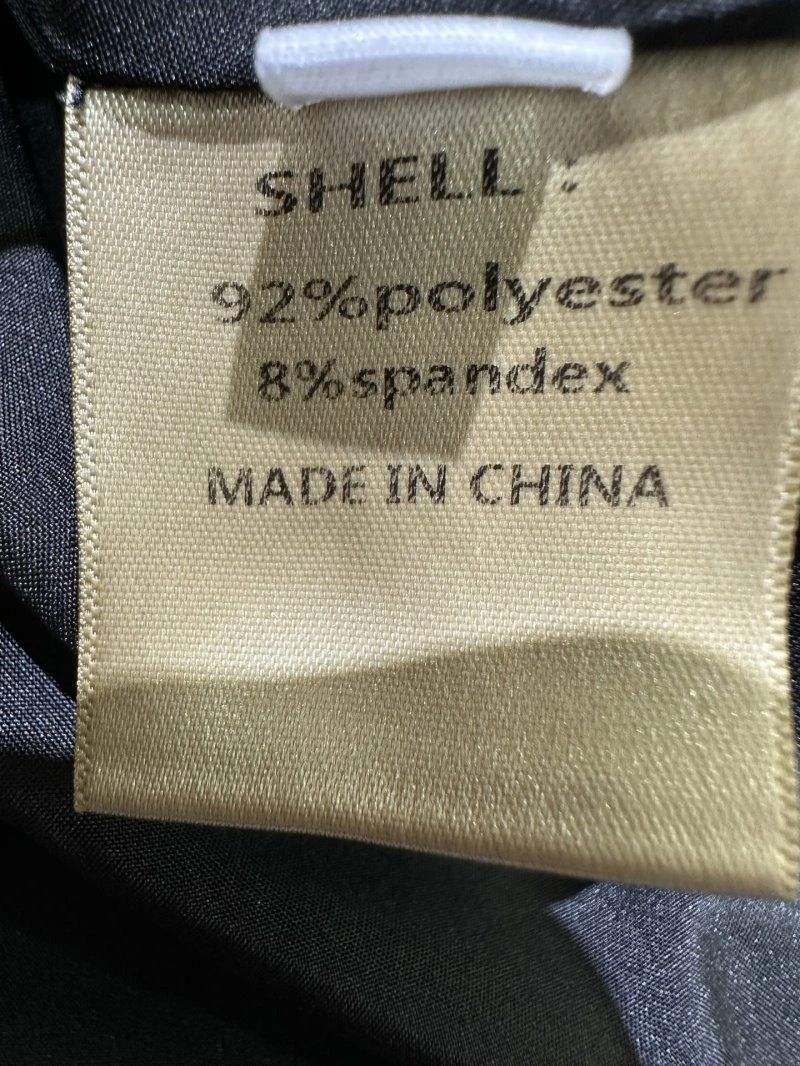 SHELL :
92%polyester
8%spandex
MADE IN CHINA